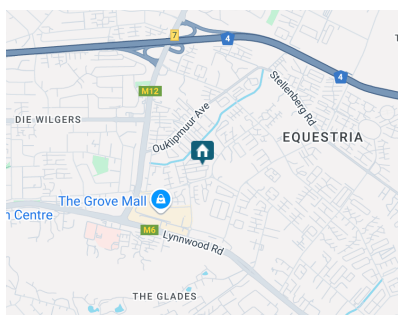 7
4
T
4
M12
Stellenberg Rd
DIE WILGERS
Ouklipmuur Ave
EQUESTRIA
The Grove Mall
n Centre
M6
Lynnwood Rd
THE GLADES